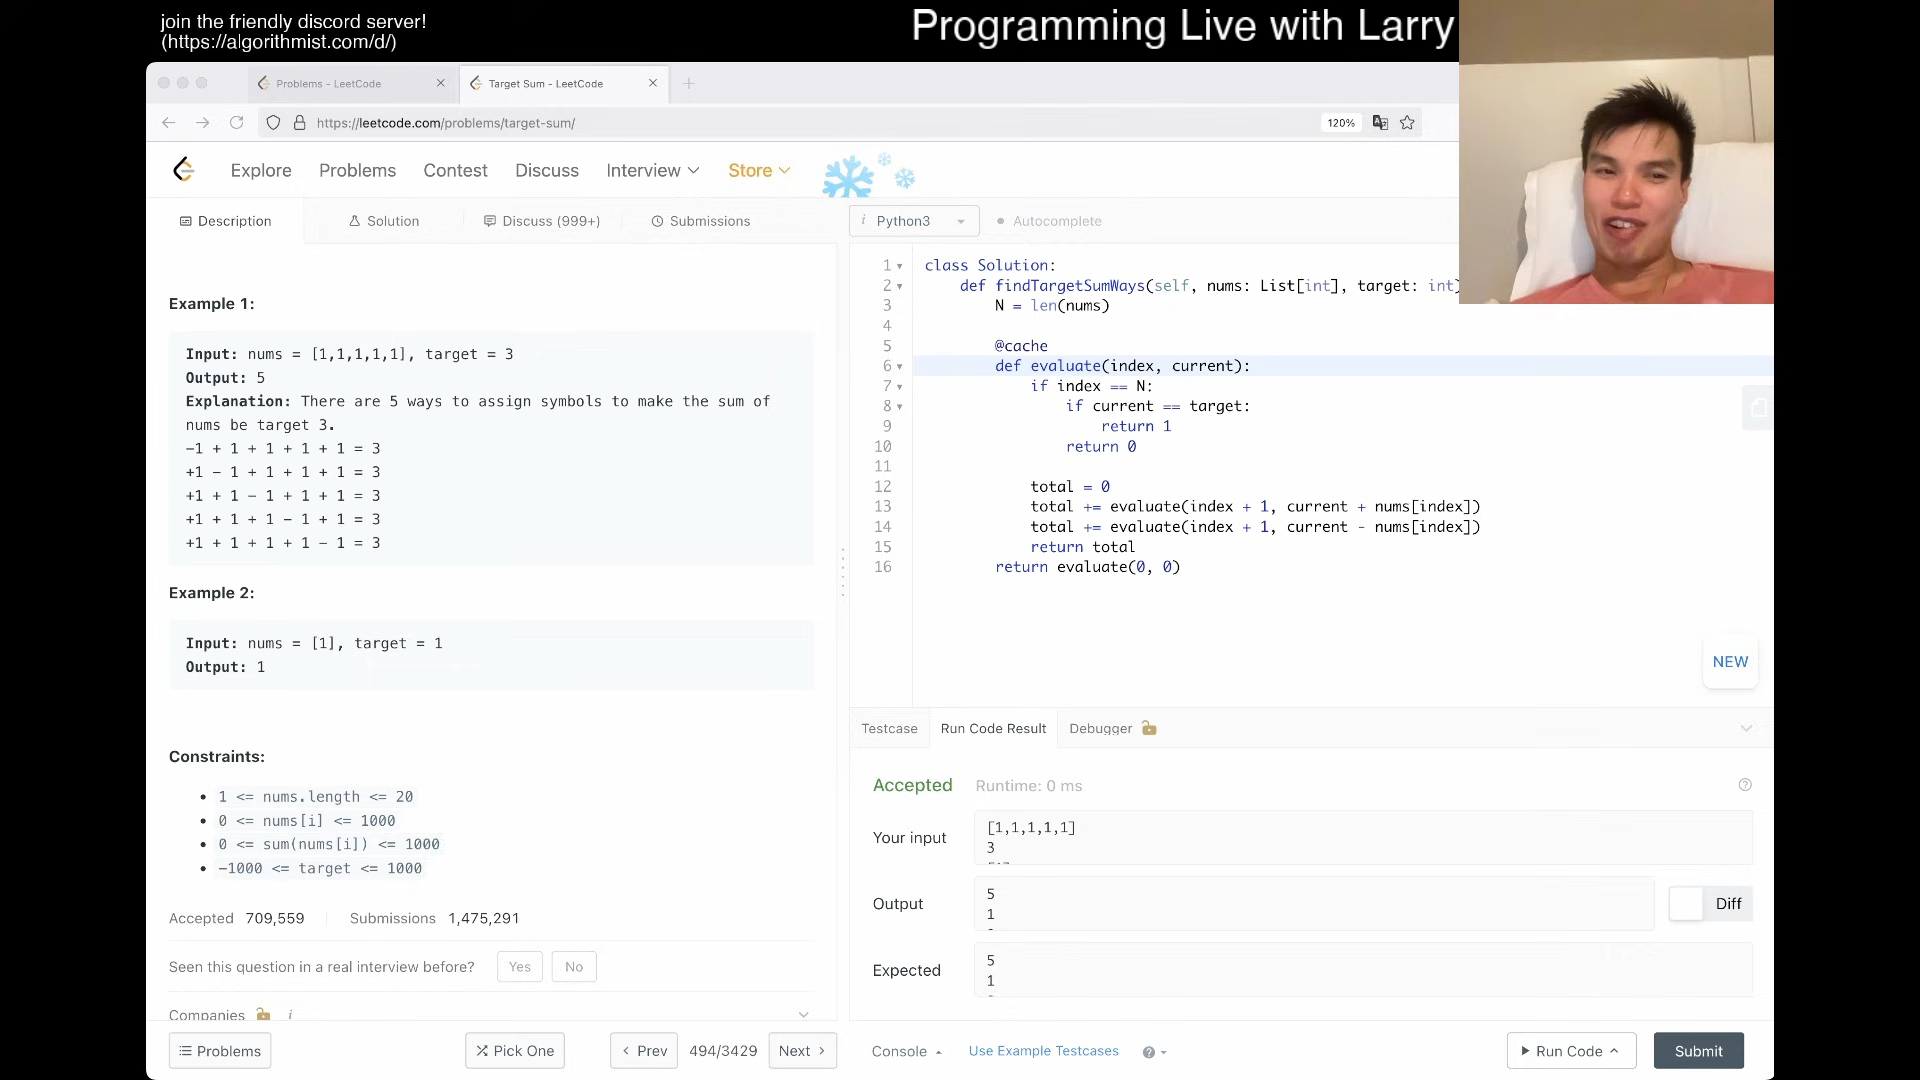 join the friendly discord server!
(https://algorithmist.com/d/)
Programming Live with Larry
Problems - LeetCode
Target Sum - LeetCode
https://leetcode.com/problems/target-sum/
120%
Explore
Problems
Contest
Discuss
Interview
Store
Description
Solution
Discuss (999+)
Submissions
Example 1:
Input: nums = [1,1,1,1,1], target = 3
Output: 5
Explanation: There are 5 ways to assign symbols to make the sum of
nums be target 3.
-1 + 1 + 1 + 1 + 1 = 3
+1 - 1 + 1 + 1 + 1 = 3
+1 + 1 - 1 + 1 + 1 = 3
+1 + 1 + 1 - 1 + 1 = 3
+1 + 1 + 1 + 1 - 1 = 3
Example 2:
Input: nums = [1], target = 1
Output: 1
Constraints:
• 1 <= nums.length <= 20
• 0 <= nums[i] <= 1000
• 0 <= sum(nums[i]) <= 1000
• -1000 <= target <= 1000
Accepted 709,559
Submissions 1,475,291
Seen this question in a real interview before?
Yes
No
Companies
i
Problems
Pick One
Prev
494/3429
Next
i Python3
Autocomplete
1 class Solution:
2 def findTargetSumWays(self, nums: List[int], target: int)
3 N = len(nums)
4
5 @cache
6 def evaluate(index, current):
7 if index == N:
8 if current == target:
9 return 1
10 return 0
11
12 total = 0
13 total += evaluate(index + 1, current + nums[index])
14 total += evaluate(index + 1, current - nums[index])
15 return total
16 return evaluate(0, 0)
NEW
Testcase
Run Code Result
Debugger
Accepted
Runtime: 0 ms
Your input
[1,1,1,1,1]
3
Output
5
1
Diff
Expected
5
1
Console
Use Example Testcases
Run Code
Submit